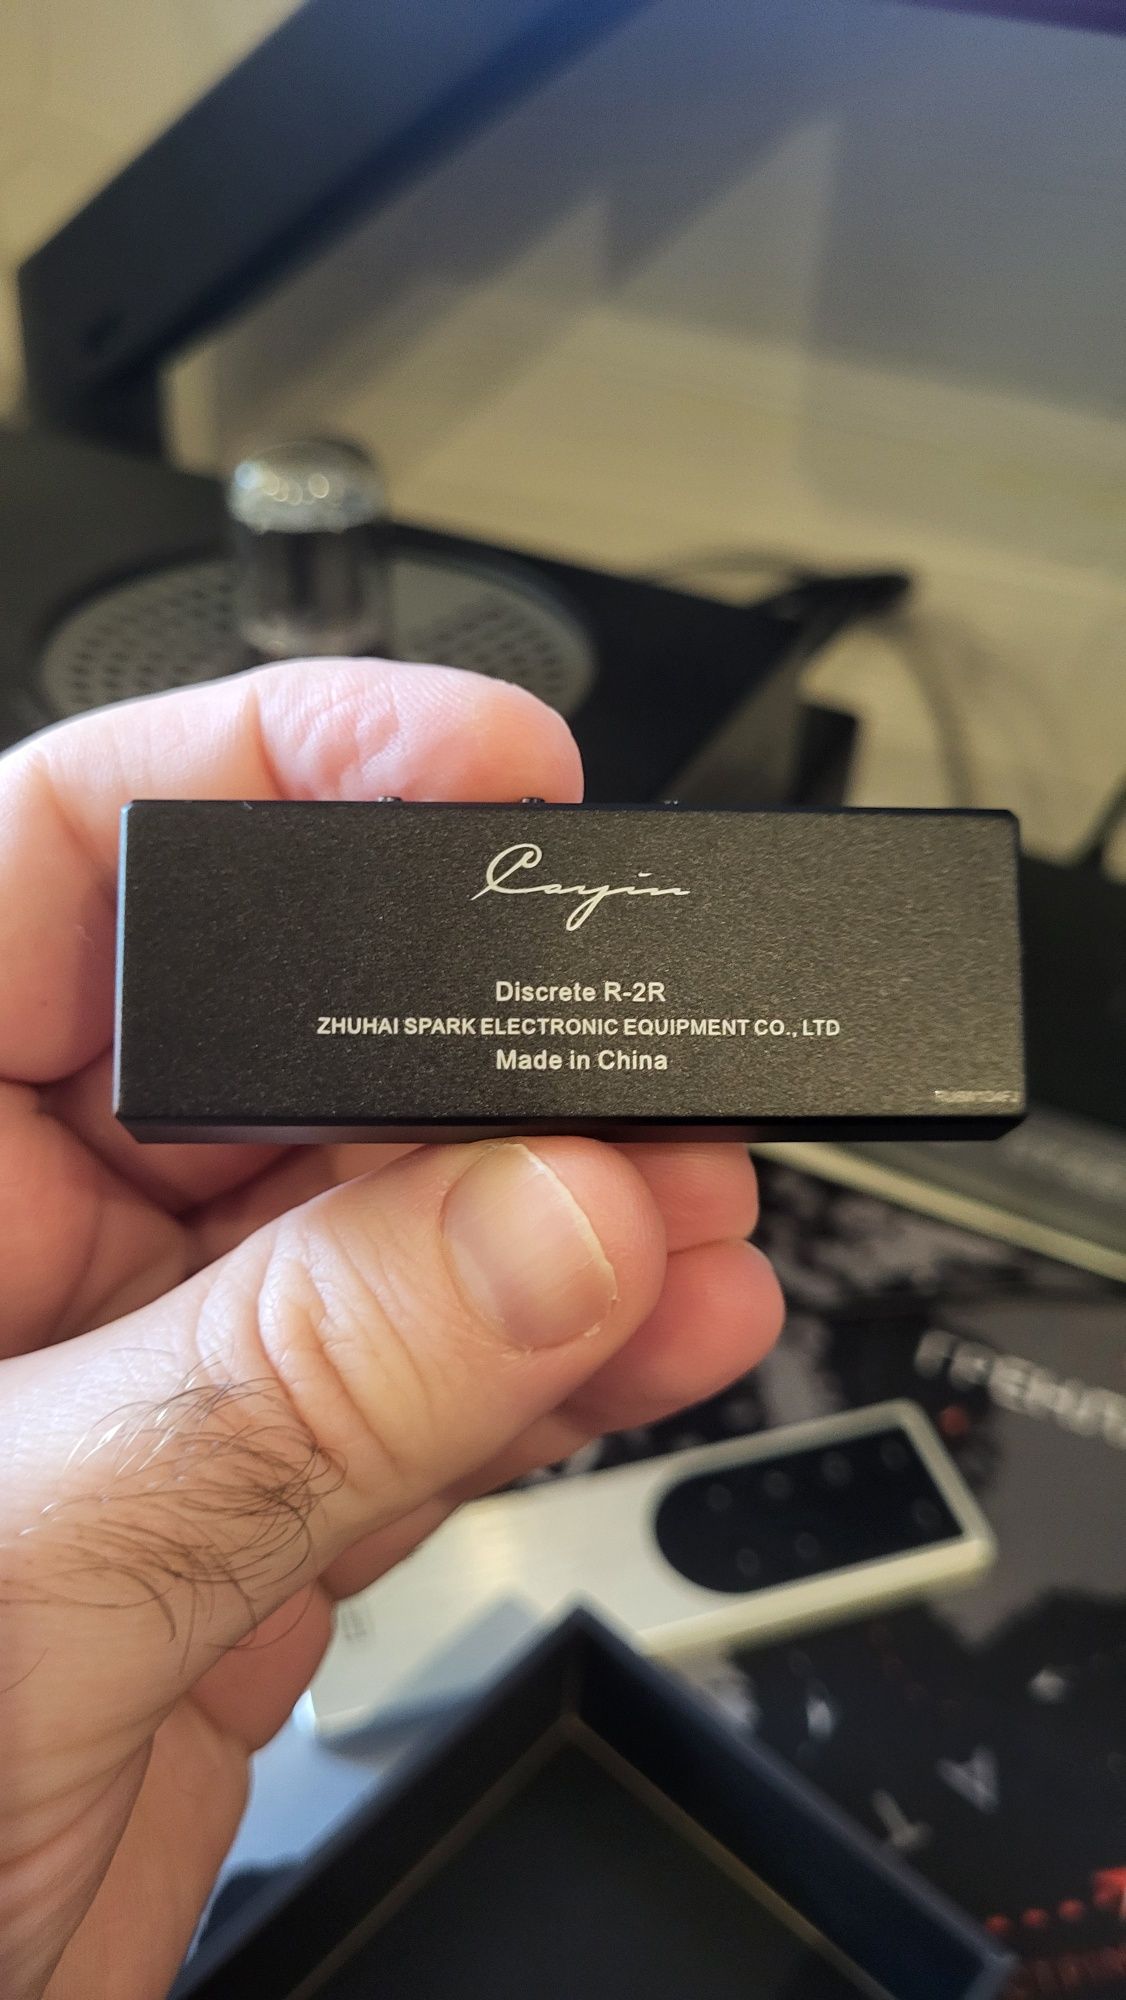 Cayin
Discrete R-2R
ZHUHAI SPARK ELECTRONIC EQUIPMENT CO., LTD
Made in China